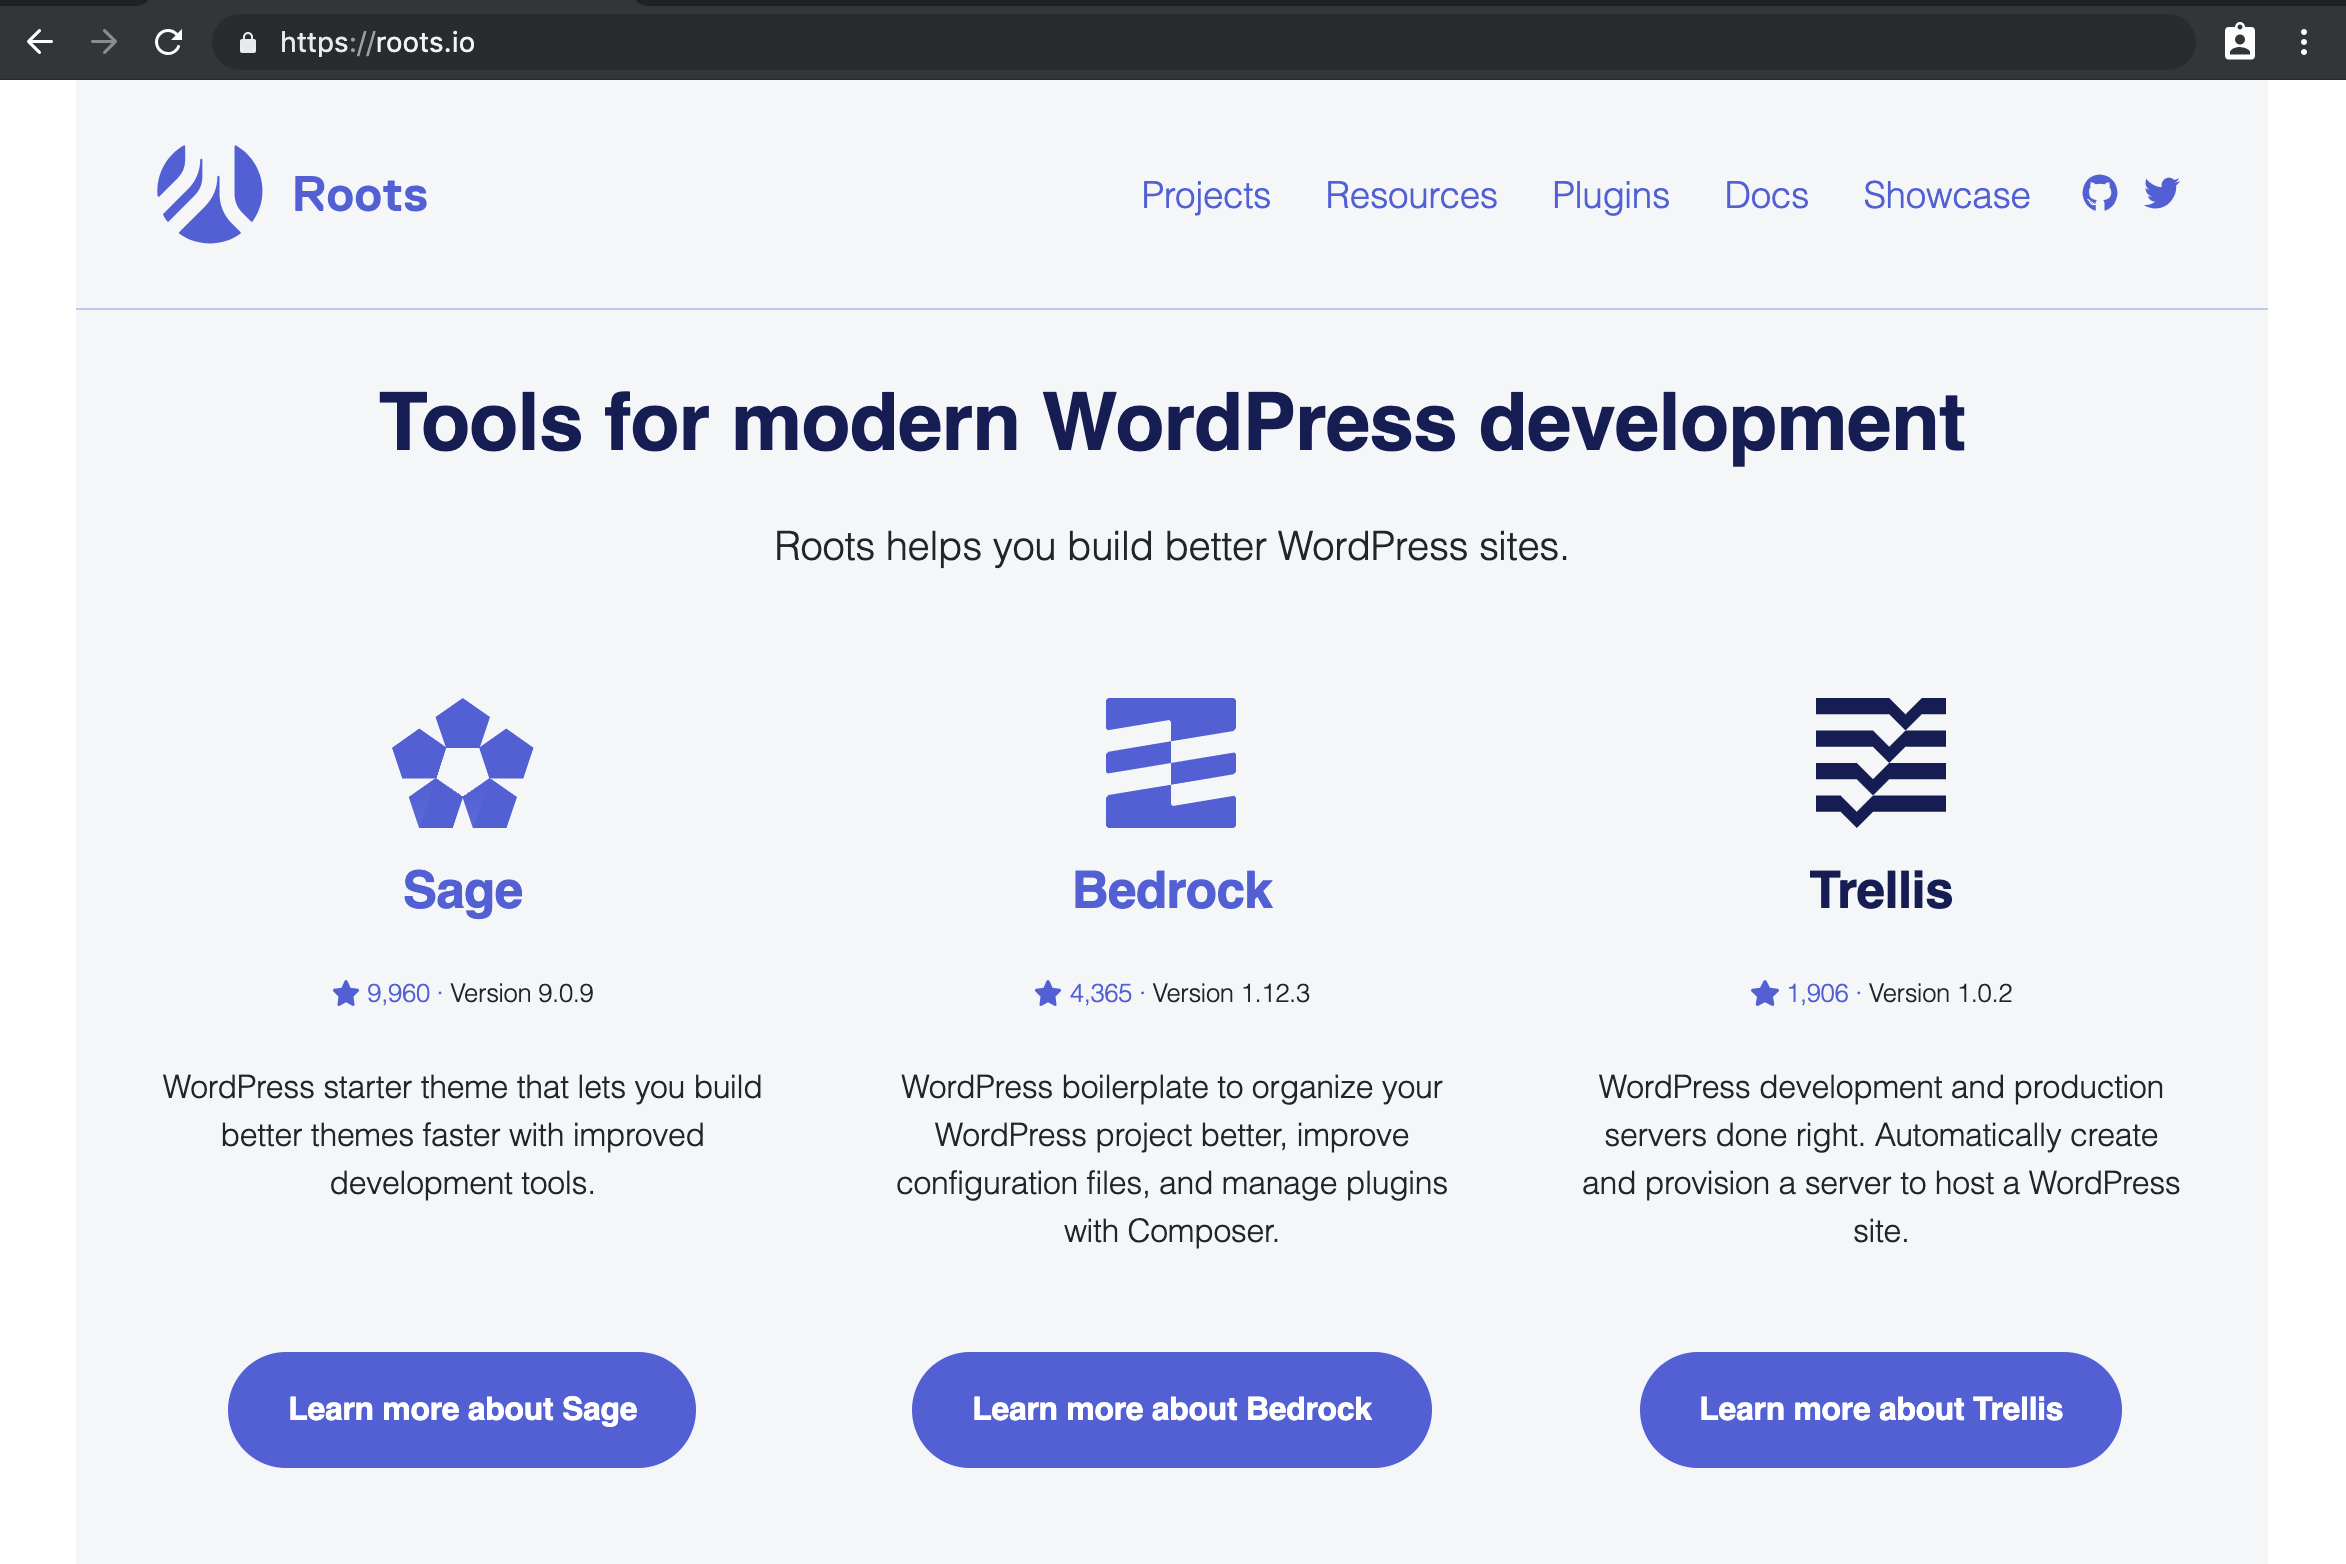 https://roots.io
Roots
Projects Resources Plugins Docs Showcase
Tools for modern WordPress development
Roots helps you build better WordPress sites.
Sage
9,960 · Version 9.0.9
WordPress starter theme that lets you build
better themes faster with improved
development tools.
Learn more about Sage
Bedrock
4,365 · Version 1.12.3
WordPress boilerplate to organize your
WordPress project better, improve
configuration files, and manage plugins
with Composer.
Learn more about Bedrock
Trellis
1,906 · Version 1.0.2
WordPress development and production
servers done right. Automatically create
and provision a server to host a WordPress
site.
Learn more about Trellis